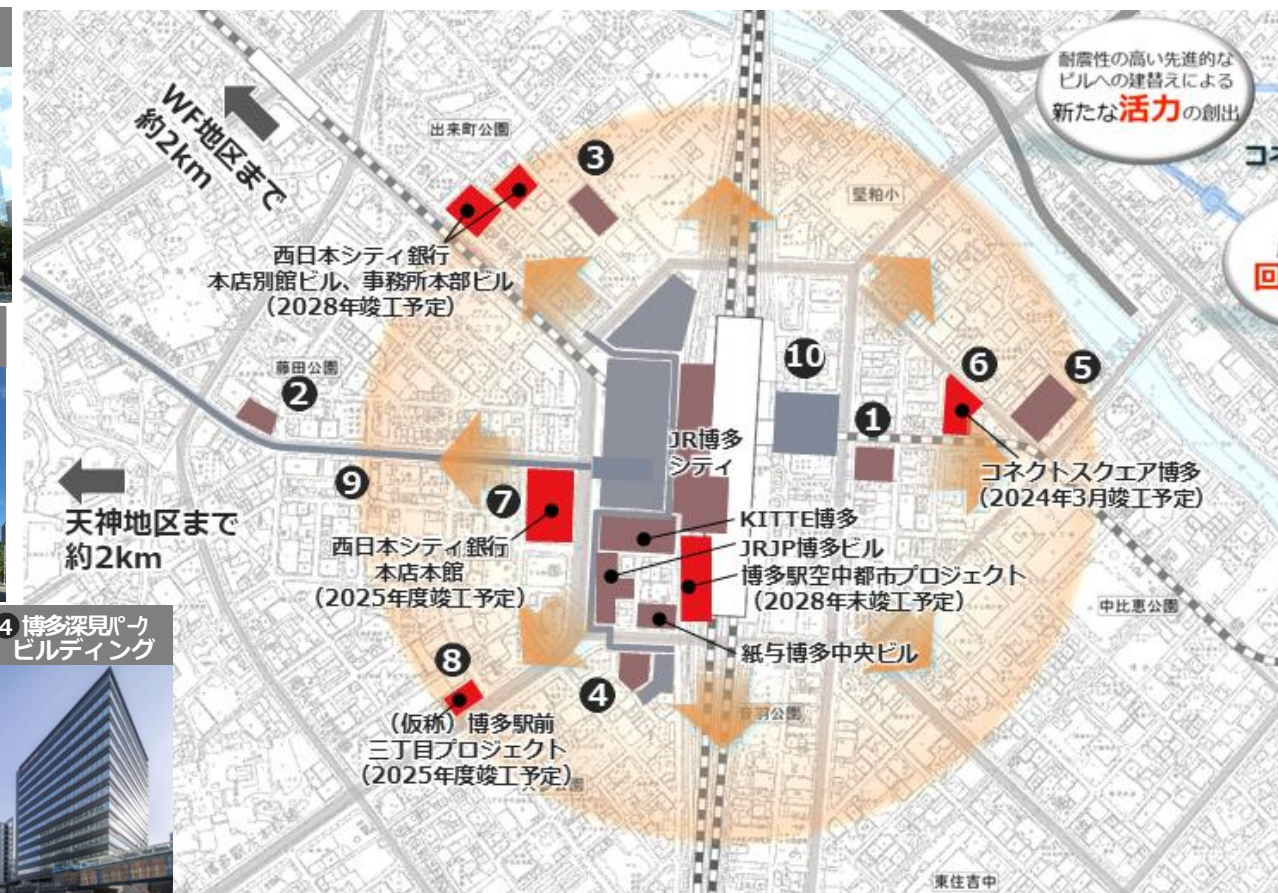 耐震性の高い先進的な
ビルへの建替えによる
新たな活力の創出
WF地区まで
約2km
出来町公園
3
堅粕小
コネ
回
西日本シティ銀行
本店別館ビル、事務所本部ビル
(2028年竣工予定)
藤田公園
2
10
6
5
1
JR博多
シティ
コネクトスクエア博多
(2024年3月竣工予定)
9
7
天神地区まで
約2km
西日本シティ銀行
本店本館
(2025年度竣工予定)
KITTE博多
JRJP博多ビル
博多駅空中都市プロジェクト
(2028年末竣工予定)
中比恵公園
紙与博多中央ビル
4 博多深見パーク
ビルディング
8
4
音羽公園
(仮称)博多駅前
三丁目プロジェクト
(2025年度竣工予定)
東住吉中